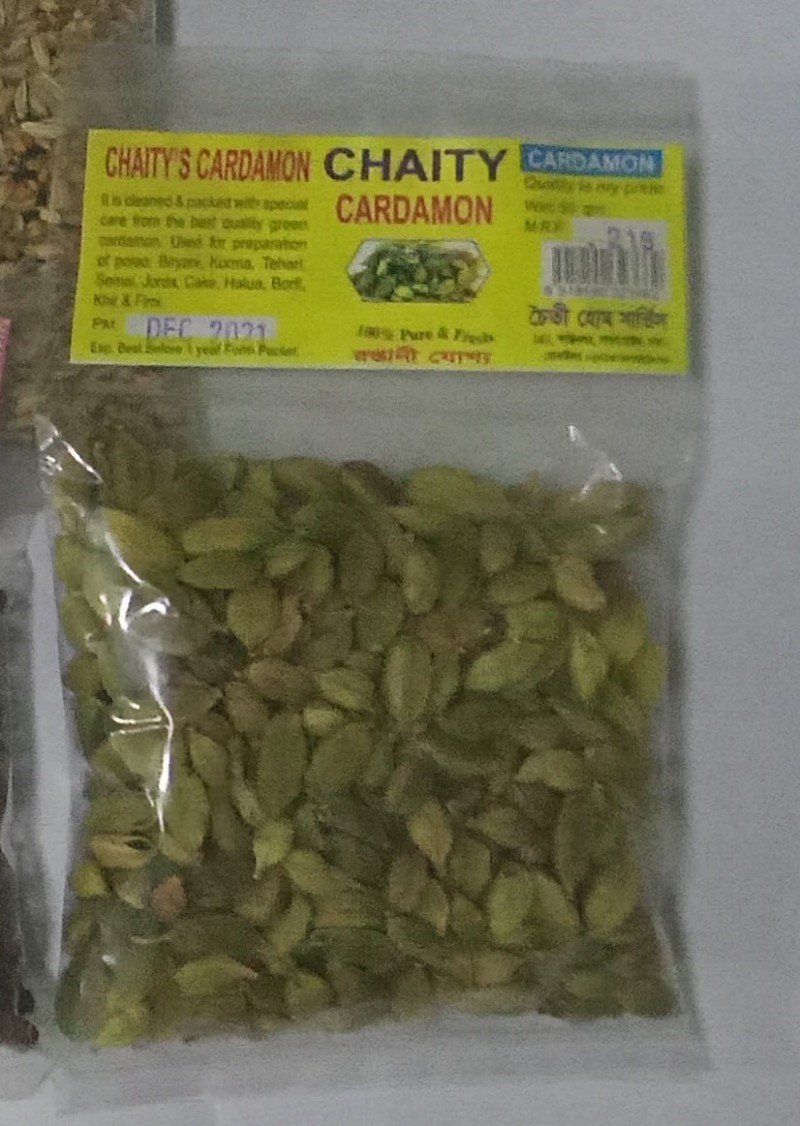 CHAITY'S CARDAMON
It is cleaned & packed with special
care from the best quality green
cardamon. Used for preparation
of polao, Biryani, Korma, Tehari,
Semai, Jorda, Cake, Halua, Borfi,
Khir & Firni.
Pkt. DEC 2021
Exp. Best Before 1 year Form Packet.
CHAITY
CARDAMON
100% Pure & Fresh
CARDAMON
Quality is my pride
M.R.P.
চৈতী হোম সার্ভিস